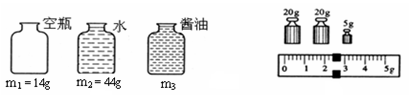 空瓶 水 酱油
m₁ = 14g m₂ = 44g m₃
20g 20g 5g
0 1 2 3 4 5g